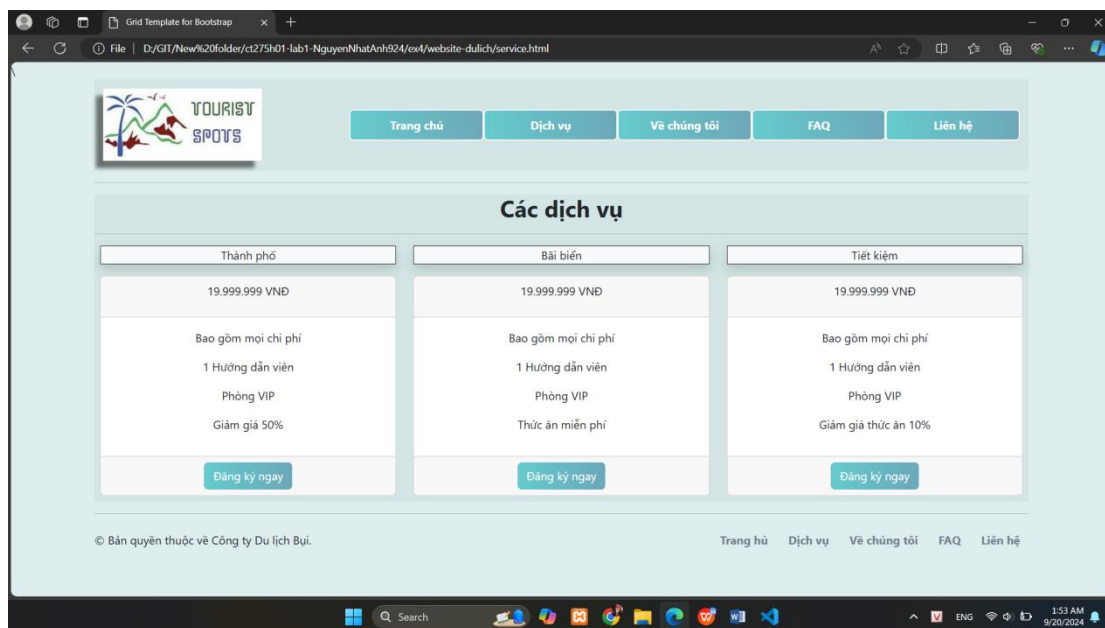 Grid Template for Bootstrap
File | D:/GIT/New%20folder/ct275h01-lab1-NguyenNhatAnh924/ex4/website-dulich/service.html
\
TOURIST
SPOTS
Trang chủ Dịch vụ Về chúng tôi FAQ Liên hệ
Các dịch vụ
Thành phố Bãi biển Tiết kiệm
19.999.999 VNĐ 19.999.999 VNĐ 19.999.999 VNĐ
Bao gồm mọi chi phí Bao gồm mọi chi phí Bao gồm mọi chi phí
1 Hướng dẫn viên 1 Hướng dẫn viên 1 Hướng dẫn viên
Phòng VIP Phòng VIP Phòng VIP
Giảm giá 50% Thức ăn miễn phí Giảm giá thức ăn 10%
Đăng ký ngay Đăng ký ngay Đăng ký ngay
© Bản quyền thuộc về Công ty Du lịch Bụi. Trang hủ Dịch vụ Về chúng tôi FAQ Liên hệ
Search ENG 1:53 AM
9/20/2024